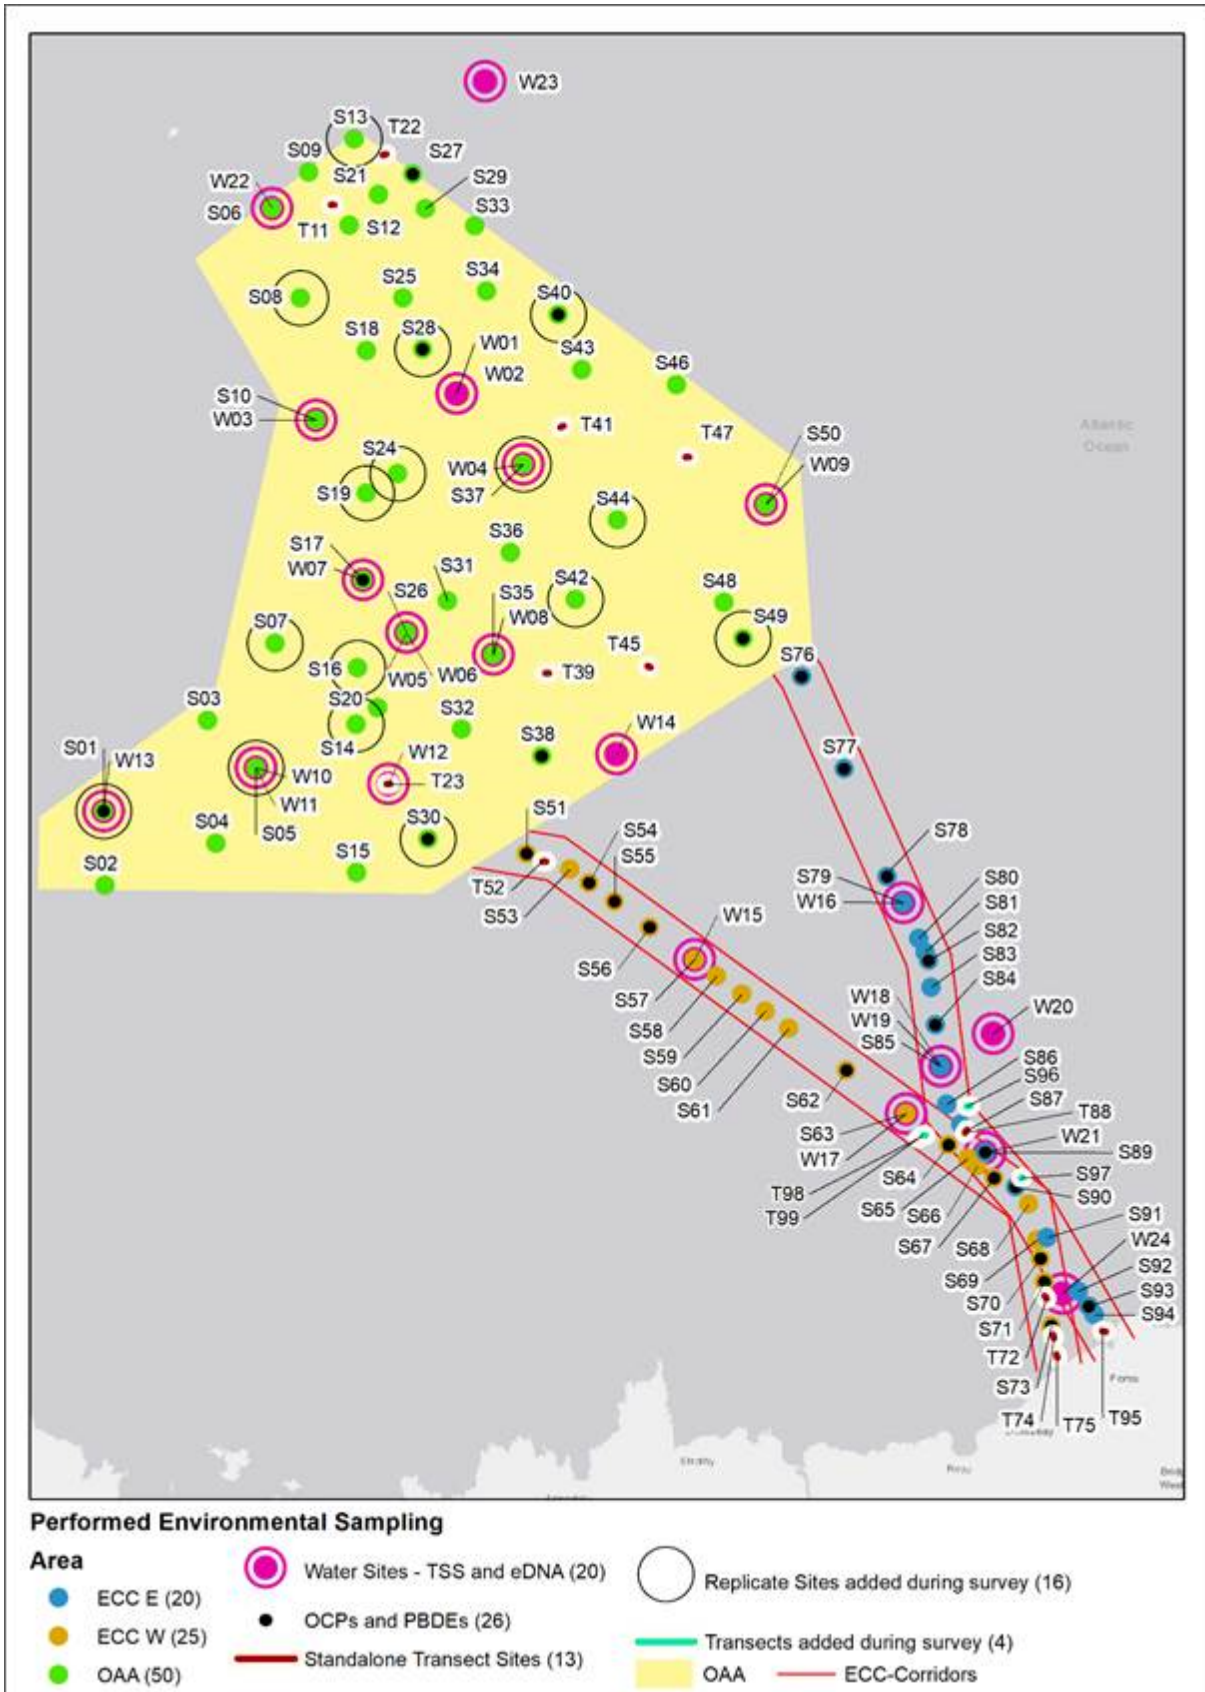 W23
S13
T22
S09
S27
S21
W22
S29
S06
S33
T11
S12
S34
S25
S08
S40
S18
S28
W01
S43
W02
S46
S10
W03
T41
T47
S50
S24
W04
W09
S19
S37
S44
S36
S17
W07
S31
S35
S42
S48
S26
W08
S49
S07
T45
S76
S16
W05
W06
T39
S03
S20
S32
S14
S38
W14
S01
W13
W12
T23
W10
W11
S05
S77
S04
S30
S51
S54
S55
S78
S15
S02
T52
S53
S79
W16
S80
S81
S82
S83
S84
W15
S56
S57
W18
W19
S85
W20
S58
S59
S60
S61
S62
S86
S96
S87
T88
S63
W17
W21
S89
S64
T98
T99
S97
S65
S66
S90
S67
S68
S91
W24
S69
S92
S70
S93
S71
S94
T72
S73
T74
T75
T95
Atlantic
Ocean
Performed Environmental Sampling
Area
ECC E (20)
ECC W (25)
OAA (50)
Water Sites - TSS and eDNA (20)
OCPs and PBDEs (26)
Standalone Transect Sites (13)
Replicate Sites added during survey (16)
Transects added during survey (4)
OAA
ECC-Corridors